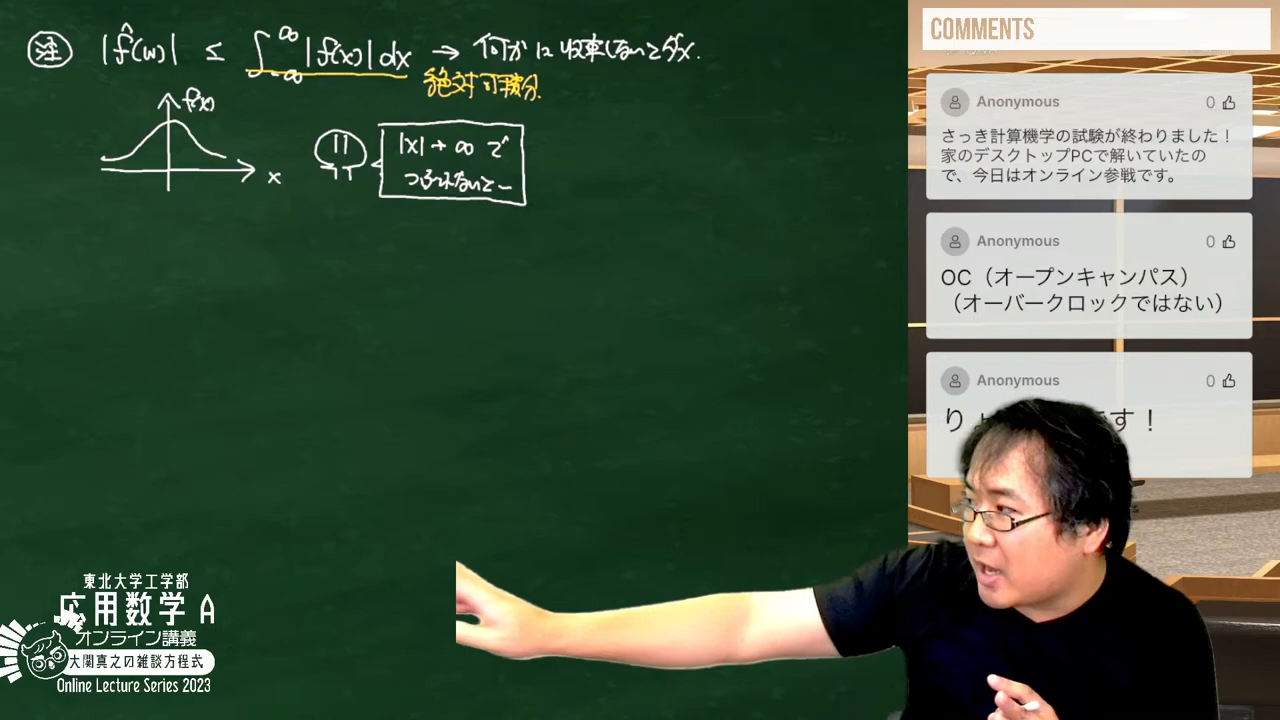 注 |f̂(ω)| ≤ ∫_{-∞}^{∞} |f(x)| dx → 何かに収束しないとダメ.
絶対可積分.
f(x)
x
|x| → ∞ で
つぶれないとー
COMMENTS
Anonymous 0
さっき計算機学の試験が終わりました！
家のデスクトップPCで解いていたの
で、今日はオンライン参戦です。
Anonymous 0
OC（オープンキャンパス）
（オーバークロックではない）
Anonymous 0
り す！
東北大学工学部
応用数学 A
オンライン講義
大関真之の雑談方程式
Online Lecture Series 2023